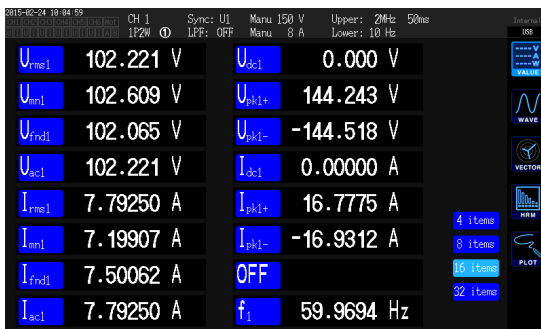 2015-02-24 10:04:59
CH 1 Sync: U1 Manu 150 V Upper: 2MHz 50ms
1P2W ① LPF: OFF Manu 8 A Lower: 10 Hz
Internal
USB
Urms1 102.221 V Udc1 0.000 V
VALUE
Umn1 102.609 V Upk1+ 144.243 V
WAVE
Ufnd1 102.065 V Upk1- -144.518 V
Uac1 102.221 V Idc1 0.00000 A
VECTOR
Irms1 7.79250 A Ipk1+ 16.7775 A
HRM
4 items
Imn1 7.19907 A Ipk1- -16.9312 A
8 items
PLOT
Ifnd1 7.50062 A OFF
16 items
32 items
Iac1 7.79250 A f1 59.9694 Hz